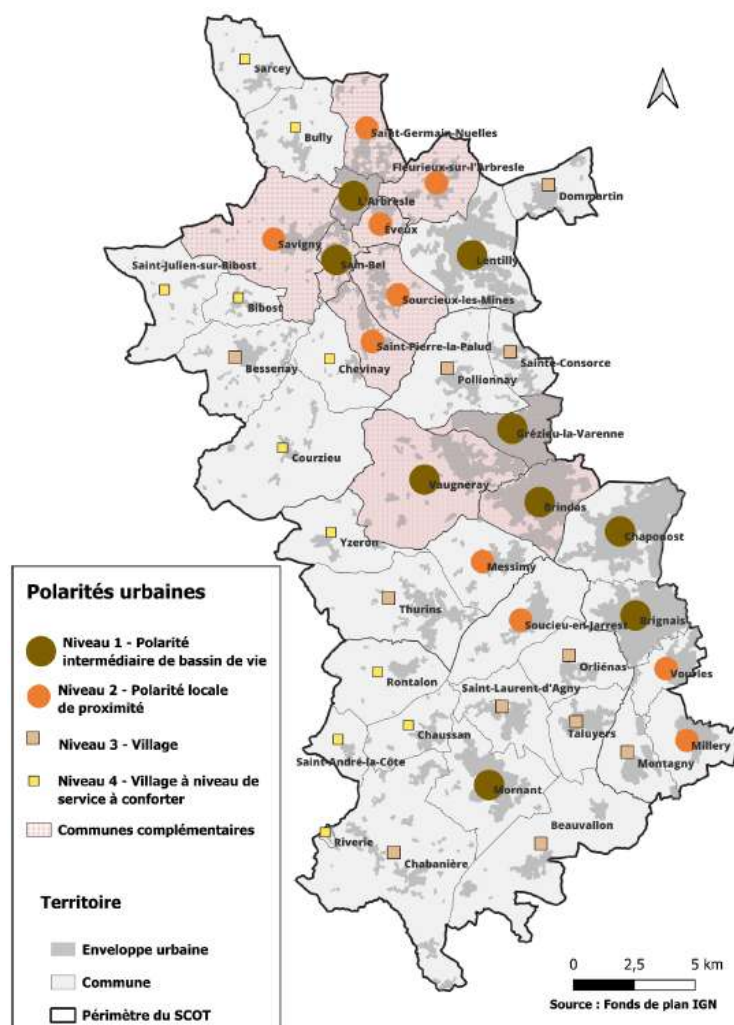 Sarcey
Bully
Saint-Germain-Nuelles
Fleurieux-sur-l'Arbresle
Dommartin
L'Arbresle
Éveux
Savigny
Lentilly
Sain-Bel
Saint-Julien-sur-Bibost
Sourcieux-les-Mines
Bibost
Saint-Pierre-la-Palud
Sainte-Consorce
Bessenay
Chevinay
Pollionnay
Grézieu-la-Varenne
Courzieu
Vaugneray
Brindas
Chaponost
Yzeron
Messimy
Thurins
Soucieu-en-Jarrest
Brignais
Orliénas
Vourles
Rontalon
Saint-Laurent-d'Agny
Chaussan
Taluyers
Millery
Saint-André-la-Côte
Montagny
Mornant
Beauvallon
Riverie
Chabanière
Polarités urbaines
Niveau 1 - Polarité
intermédiaire de bassin de vie
Niveau 2 - Polarité locale
de proximité
Niveau 3 - Village
Niveau 4 - Village à niveau de
service à conforter
Communes complémentaires
Territoire
Enveloppe urbaine
Commune
Périmètre du SCOT
0 2,5 5 km
Source : Fonds de plan IGN